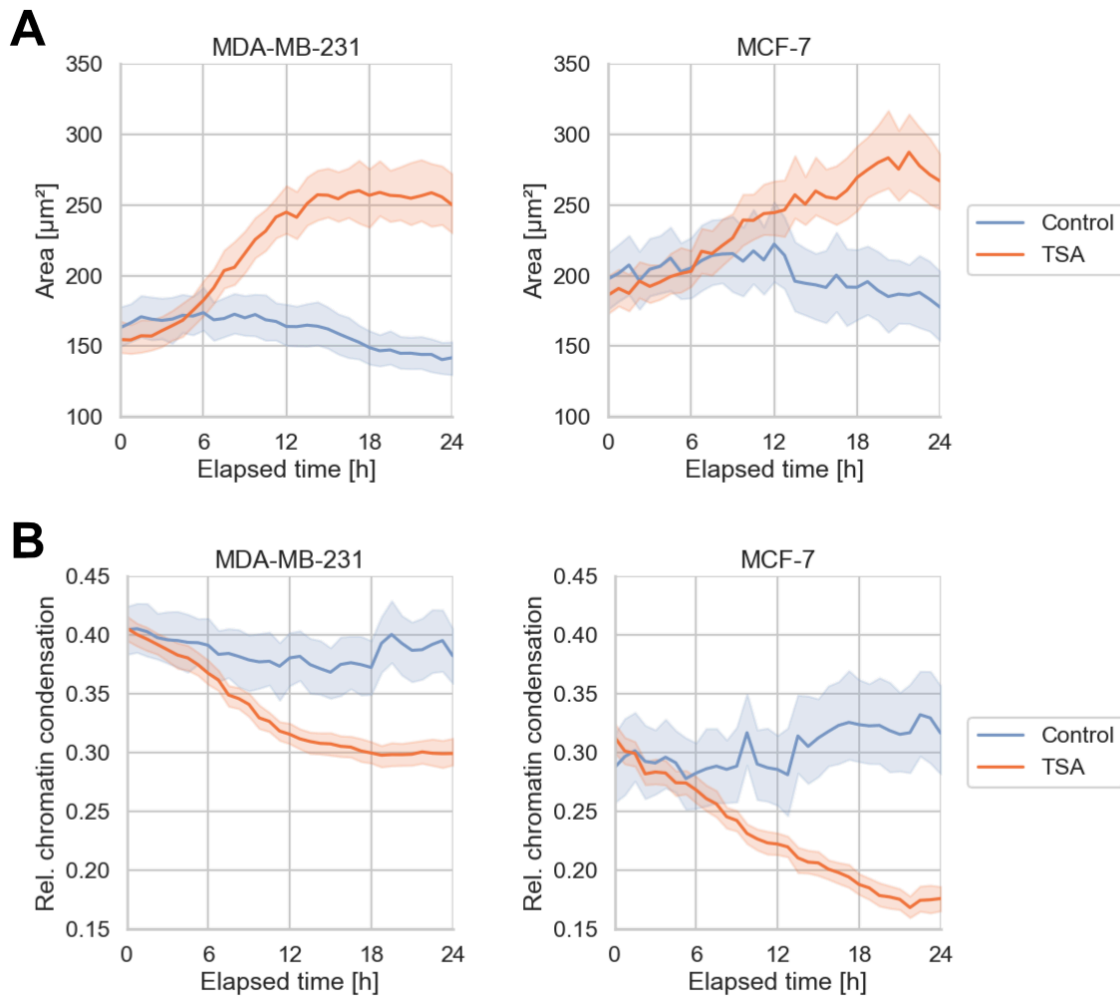 A
MDA-MB-231
MCF-7
350
300
250
200
150
100
Area [µm²]
0 6 12 18 24
Elapsed time [h]
350
300
250
200
150
100
Area [µm²]
0 6 12 18 24
Elapsed time [h]
Control
TSA
B
MDA-MB-231
MCF-7
0.45
0.40
0.35
0.30
0.25
0.20
0.15
Rel. chromatin condensation
0 6 12 18 24
Elapsed time [h]
0.45
0.40
0.35
0.30
0.25
0.20
0.15
Rel. chromatin condensation
0 6 12 18 24
Elapsed time [h]
Control
TSA